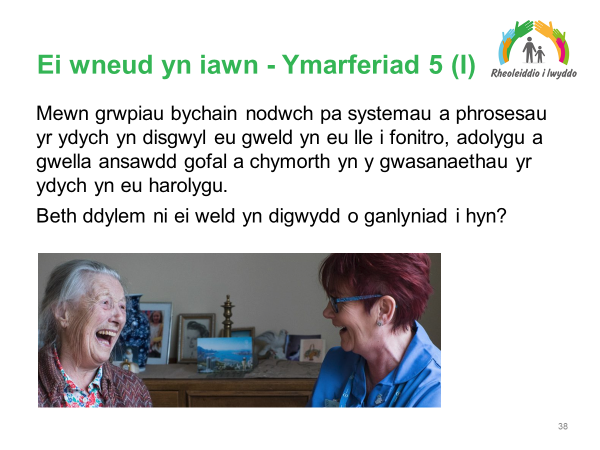 Ei wneud yn iawn - Ymarferiad 5 (I)
Rheoleiddio i lwyddo
Mewn grwpiau bychain nodwch pa systemau a phrosesau
yr ydych yn disgwyl eu gweld yn eu lle i fonitro, adolygu a
gwella ansawdd gofal a chymorth yn y gwasanaethau yr
ydych yn eu harolygu.
Beth ddylem ni ei weld yn digwydd o ganlyniad i hyn?
38